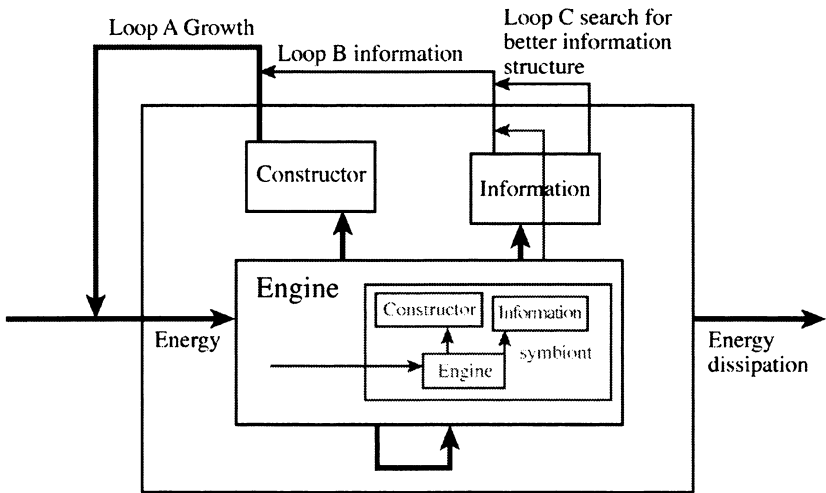 Loop A Growth
Loop B information
Loop C search for
better information
structure
Constructor
Information
Engine
Constructor
Information
symbiont
Engine
Energy
Energy
dissipation